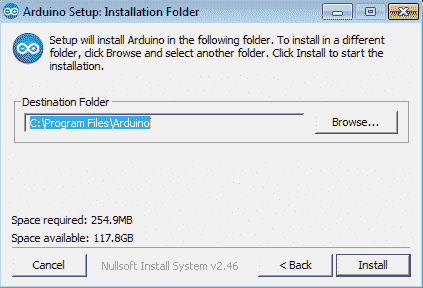 Arduino Setup: Installation Folder
Setup will install Arduino in the following folder. To install in a different
folder, click Browse and select another folder. Click Install to start the
installation.
Destination Folder
C:\Program Files\Arduino
Browse...
Space required: 254.9MB
Space available: 117.8GB
Cancel
Nullsoft Install System v2.46
< Back
Install